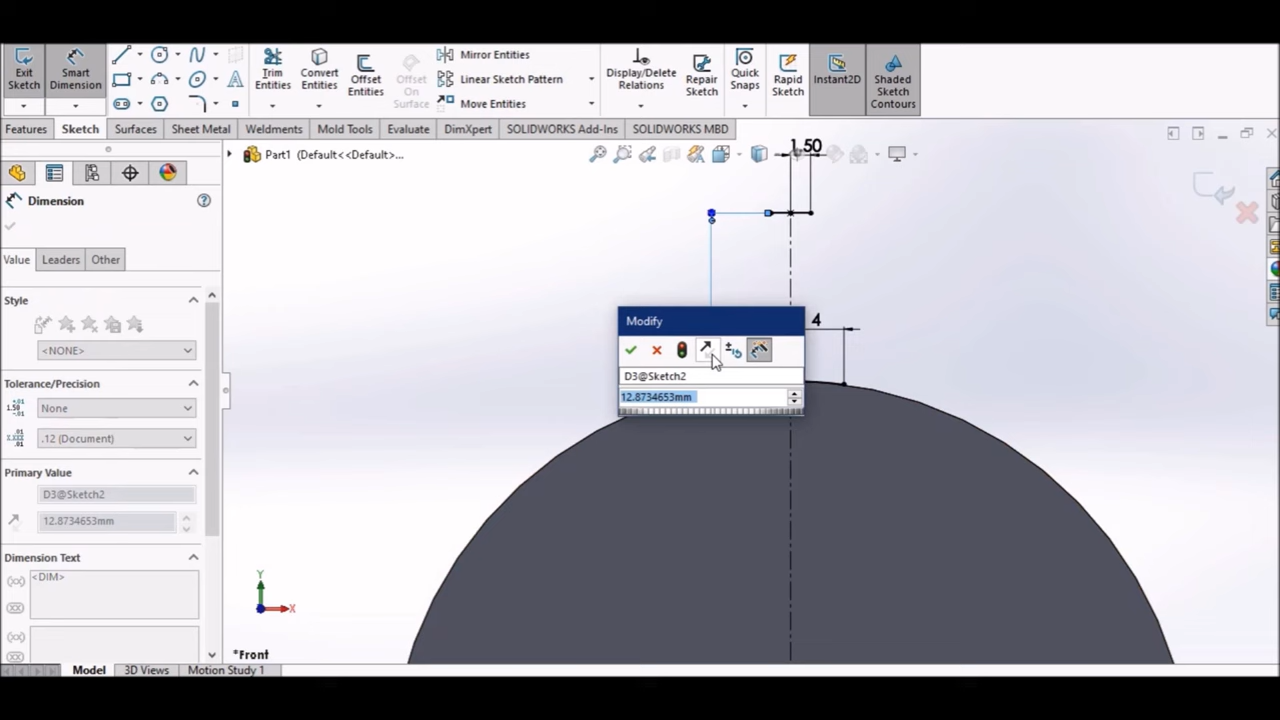 Exit Sketch
Smart Dimension
Trim Entities
Convert Entities
Offset Entities
Offset On Surface
Mirror Entities
Linear Sketch Pattern
Move Entities
Display/Delete Relations
Repair Sketch
Quick Snaps
Rapid Sketch
Instant2D
Shaded Sketch Contours
Features Sketch Surfaces Sheet Metal Weldments Mold Tools Evaluate DimXpert SOLIDWORKS Add-Ins SOLIDWORKS MBD
Part1 (Default<<Default>...
1.50
Dimension
Value Leaders Other
Style
<NONE>
Tolerance/Precision
None
.12 (Document)
Primary Value
D3@Sketch2
12.8734653mm
Dimension Text
<DIM>
Modify
D3@Sketch2
12.8734653mm
4
Y
X
*Front
Model 3D Views Motion Study 1